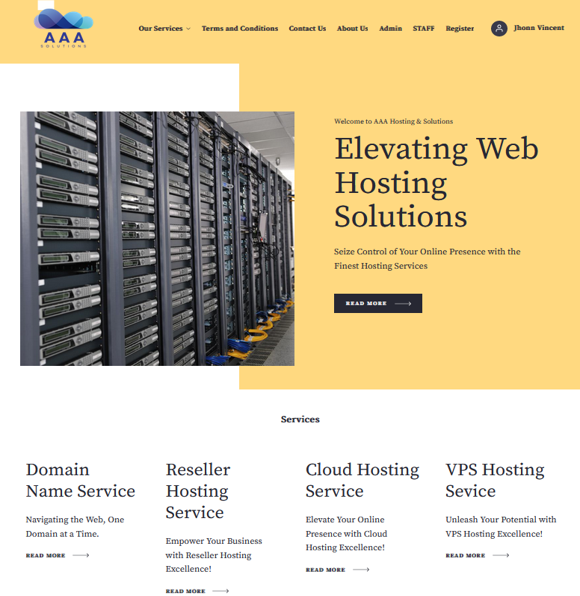 AAA
SOLUTIONS
Our Services
Terms and Conditions
Contact Us
About Us
Admin
STAFF
Register
Jhonn Vincent
Welcome to AAA Hosting & Solutions
Elevating Web
Hosting
Solutions
Seize Control of Your Online Presence with the
Finest Hosting Services
READ MORE
Services
Domain
Name Service
Navigating the Web, One
Domain at a Time.
READ MORE
Reseller
Hosting
Service
Empower Your Business
with Reseller Hosting
Excellence!
READ MORE
Cloud Hosting
Service
Elevate Your Online
Presence with Cloud
Hosting Excellence!
READ MORE
VPS Hosting
Sevice
Unleash Your Potential with
VPS Hosting Excellence!
READ MORE